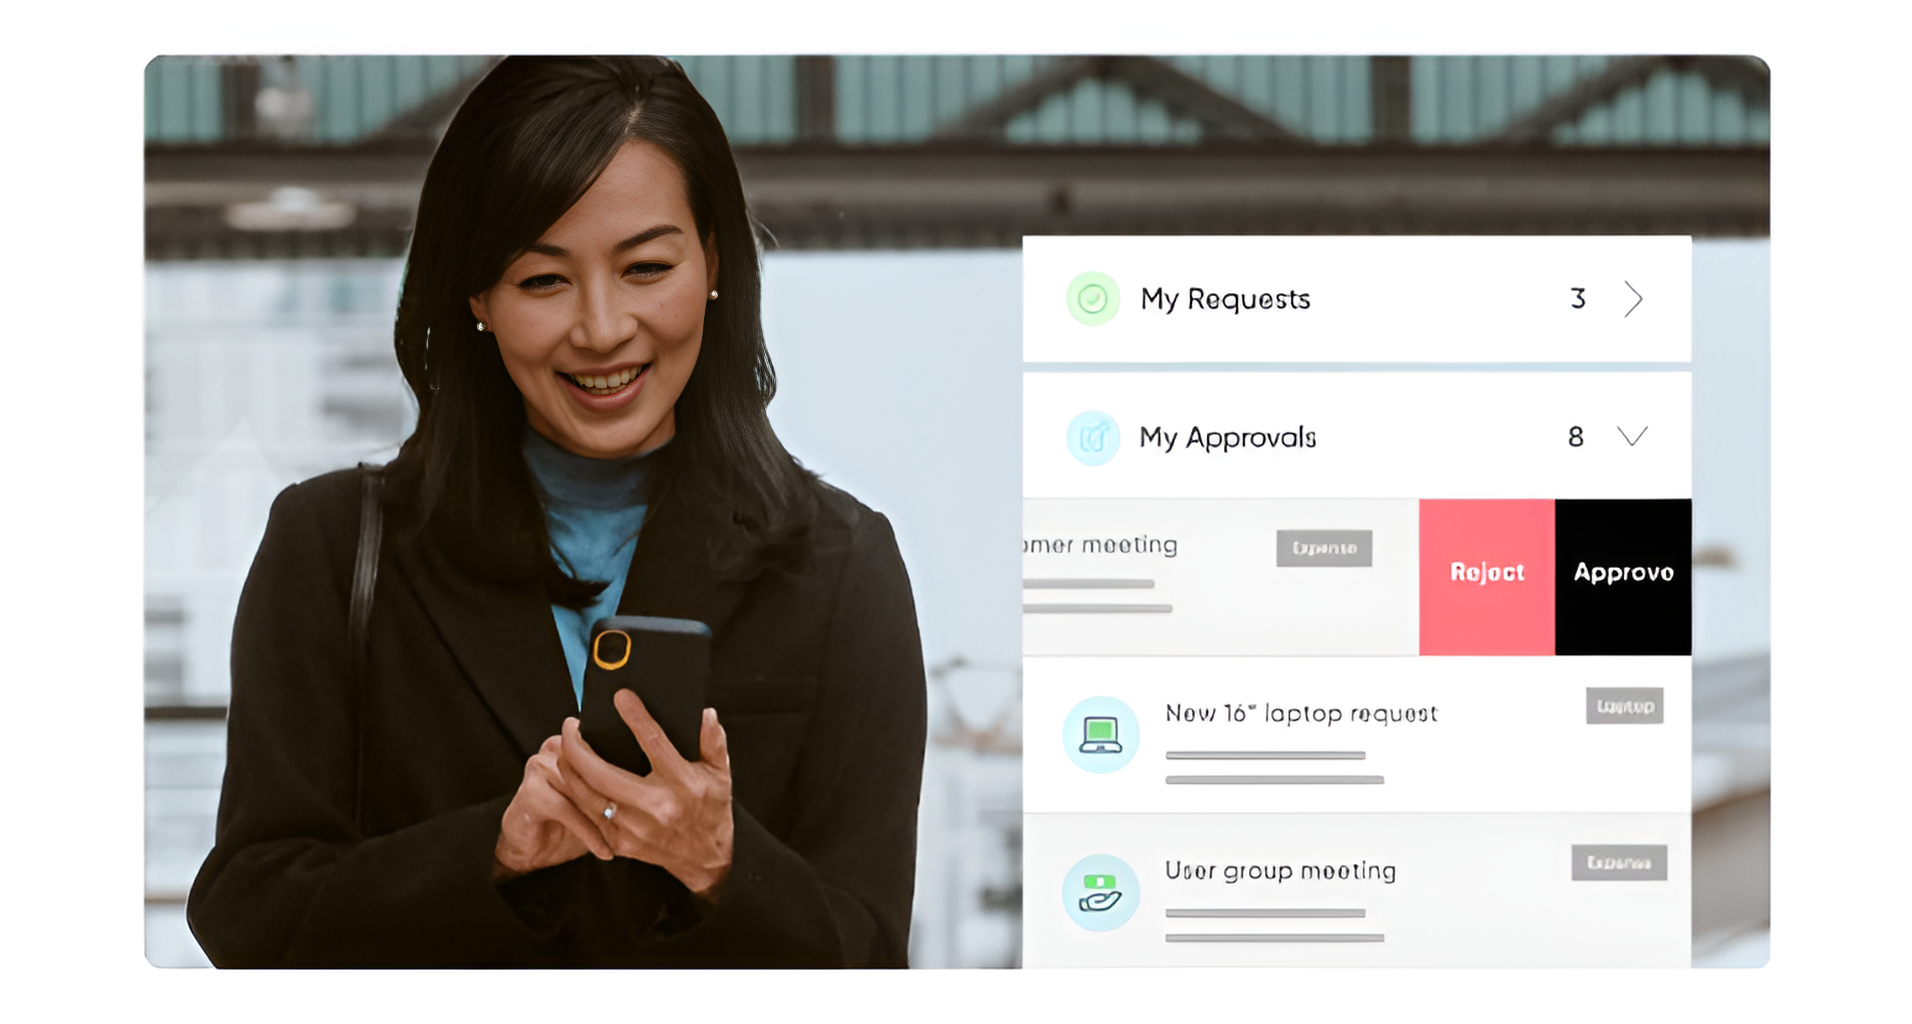 My Requests 3
My Approvals 8
omer meeting
Expense
Reject
Approve
New 16" laptop request
Laptop
User group meeting
Expense